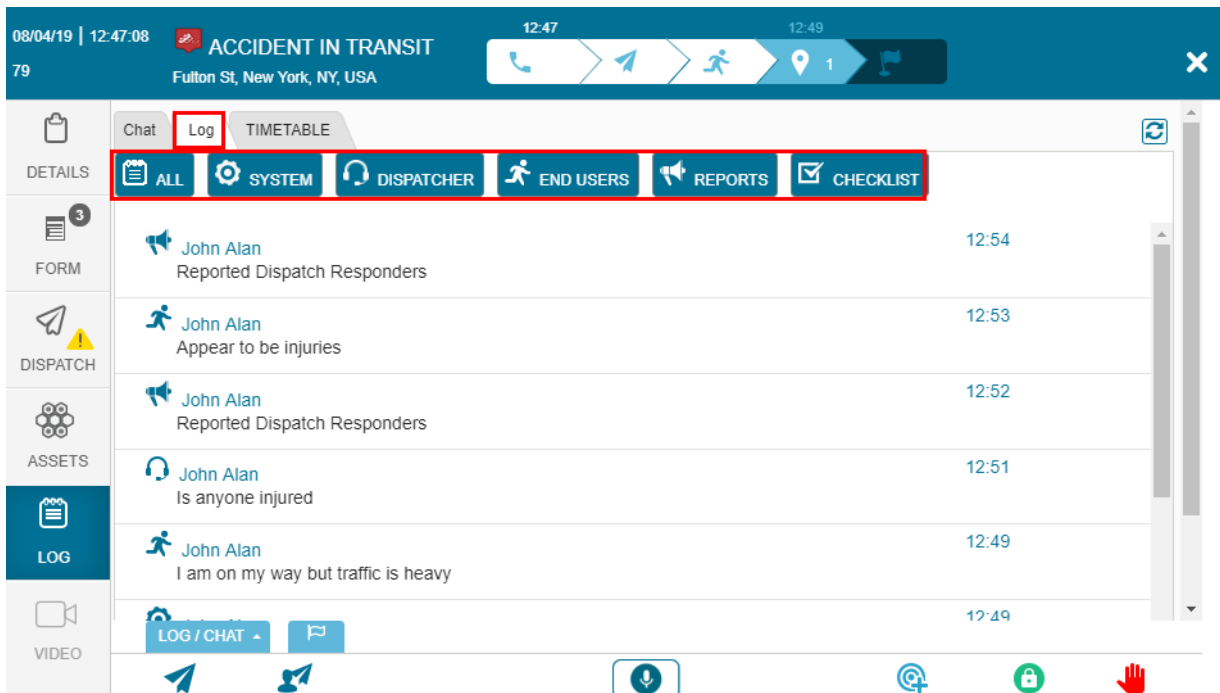 08/04/19 | 12:47:08
79
ACCIDENT IN TRANSIT
Fulton St, New York, NY, USA
12:47
12:49
1
DETAILS
3
FORM
DISPATCH
ASSETS
LOG
VIDEO
Chat
Log
TIMETABLE
ALL
SYSTEM
DISPATCHER
END USERS
REPORTS
CHECKLIST
John Alan 12:54
Reported Dispatch Responders
John Alan 12:53
Appear to be injuries
John Alan 12:52
Reported Dispatch Responders
John Alan 12:51
Is anyone injured
John Alan 12:49
I am on my way but traffic is heavy
12:49
LOG / CHAT